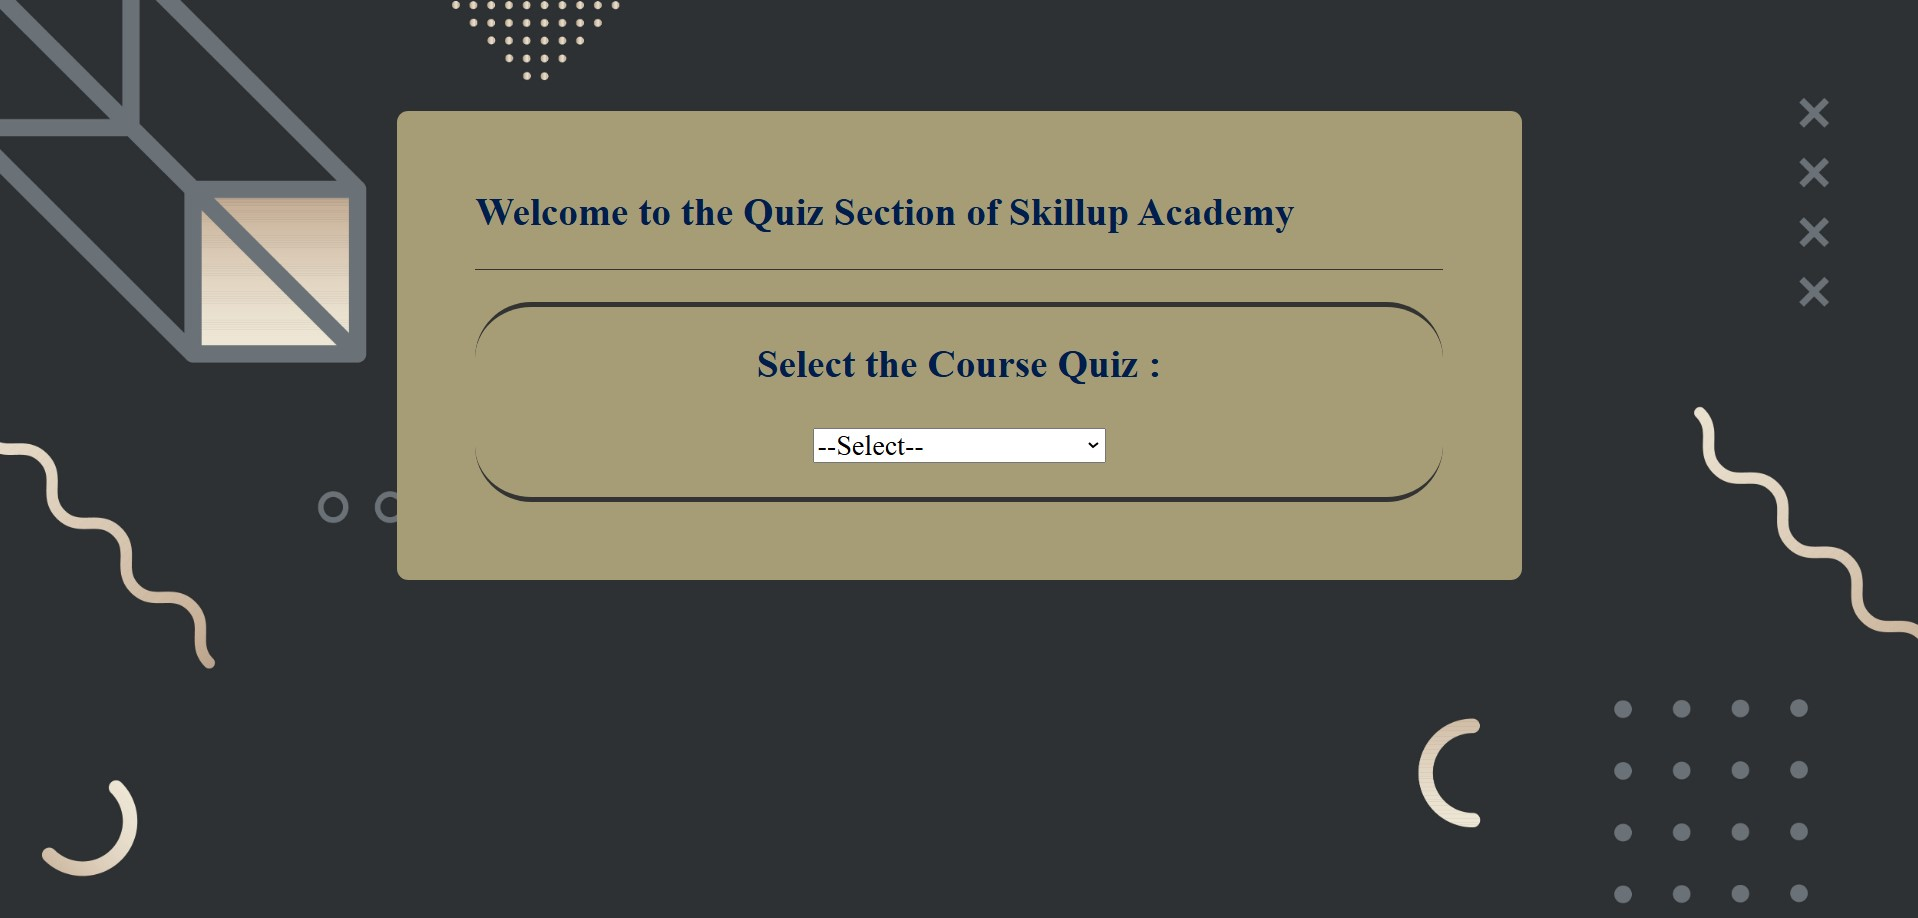 Welcome to the Quiz Section of Skillup Academy
Select the Course Quiz :
--Select--